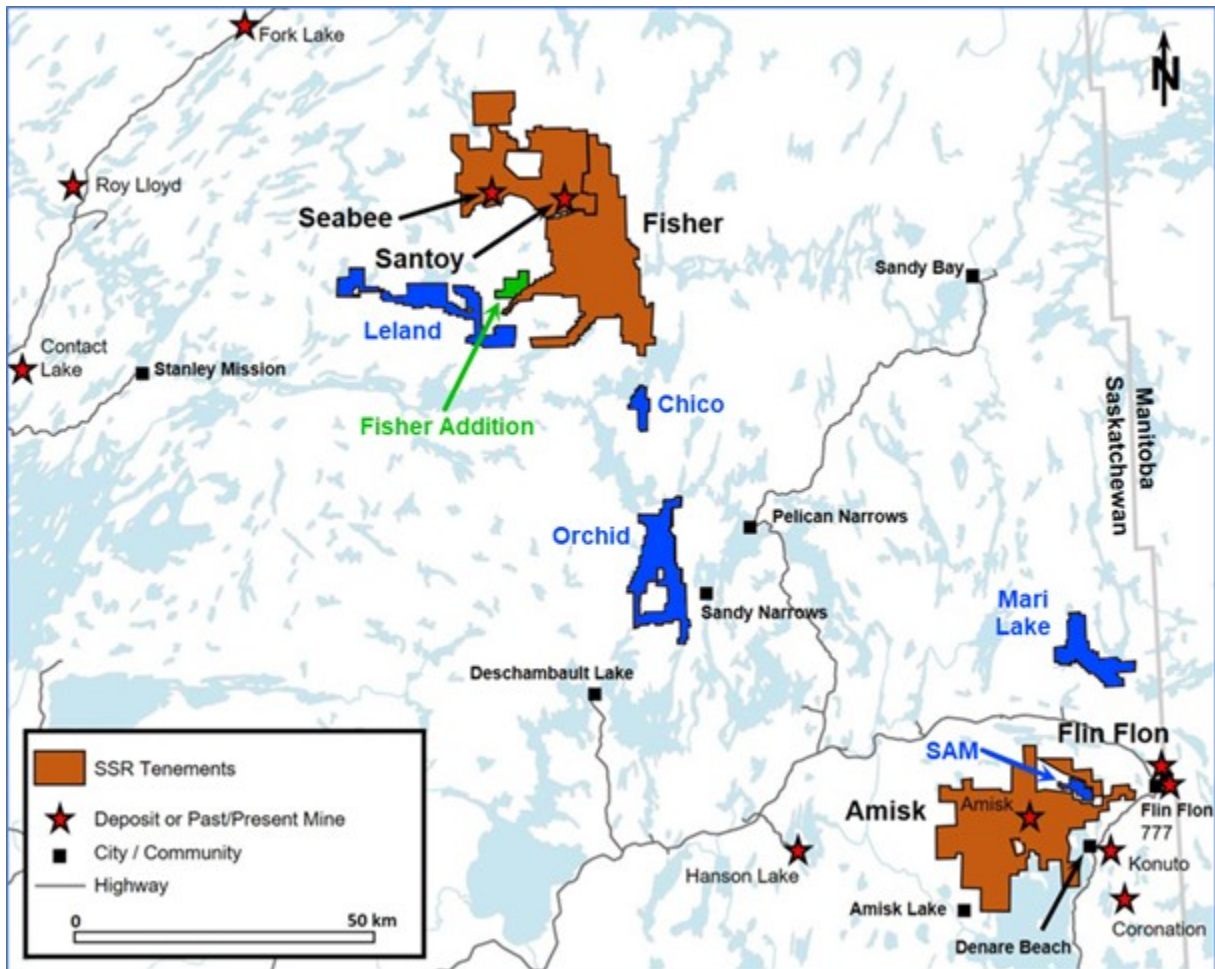 Fork Lake
N
Roy Lloyd
Seabee
Santoy
Fisher
Sandy Bay
Leland
Contact
Lake
Stanley Mission
Fisher Addition
Chico
Manitoba
Saskatchewan
Orchid
Pelican Narrows
Sandy Narrows
Mari
Lake
Deschambault Lake
Flin Flon
SAM
Amisk
Amisk
Flin Flon
777
Konuto
Hanson Lake
Amisk Lake
Coronation
Denare Beach
SSR Tenements
Deposit or Past/Present Mine
City / Community
Highway
0 50 km